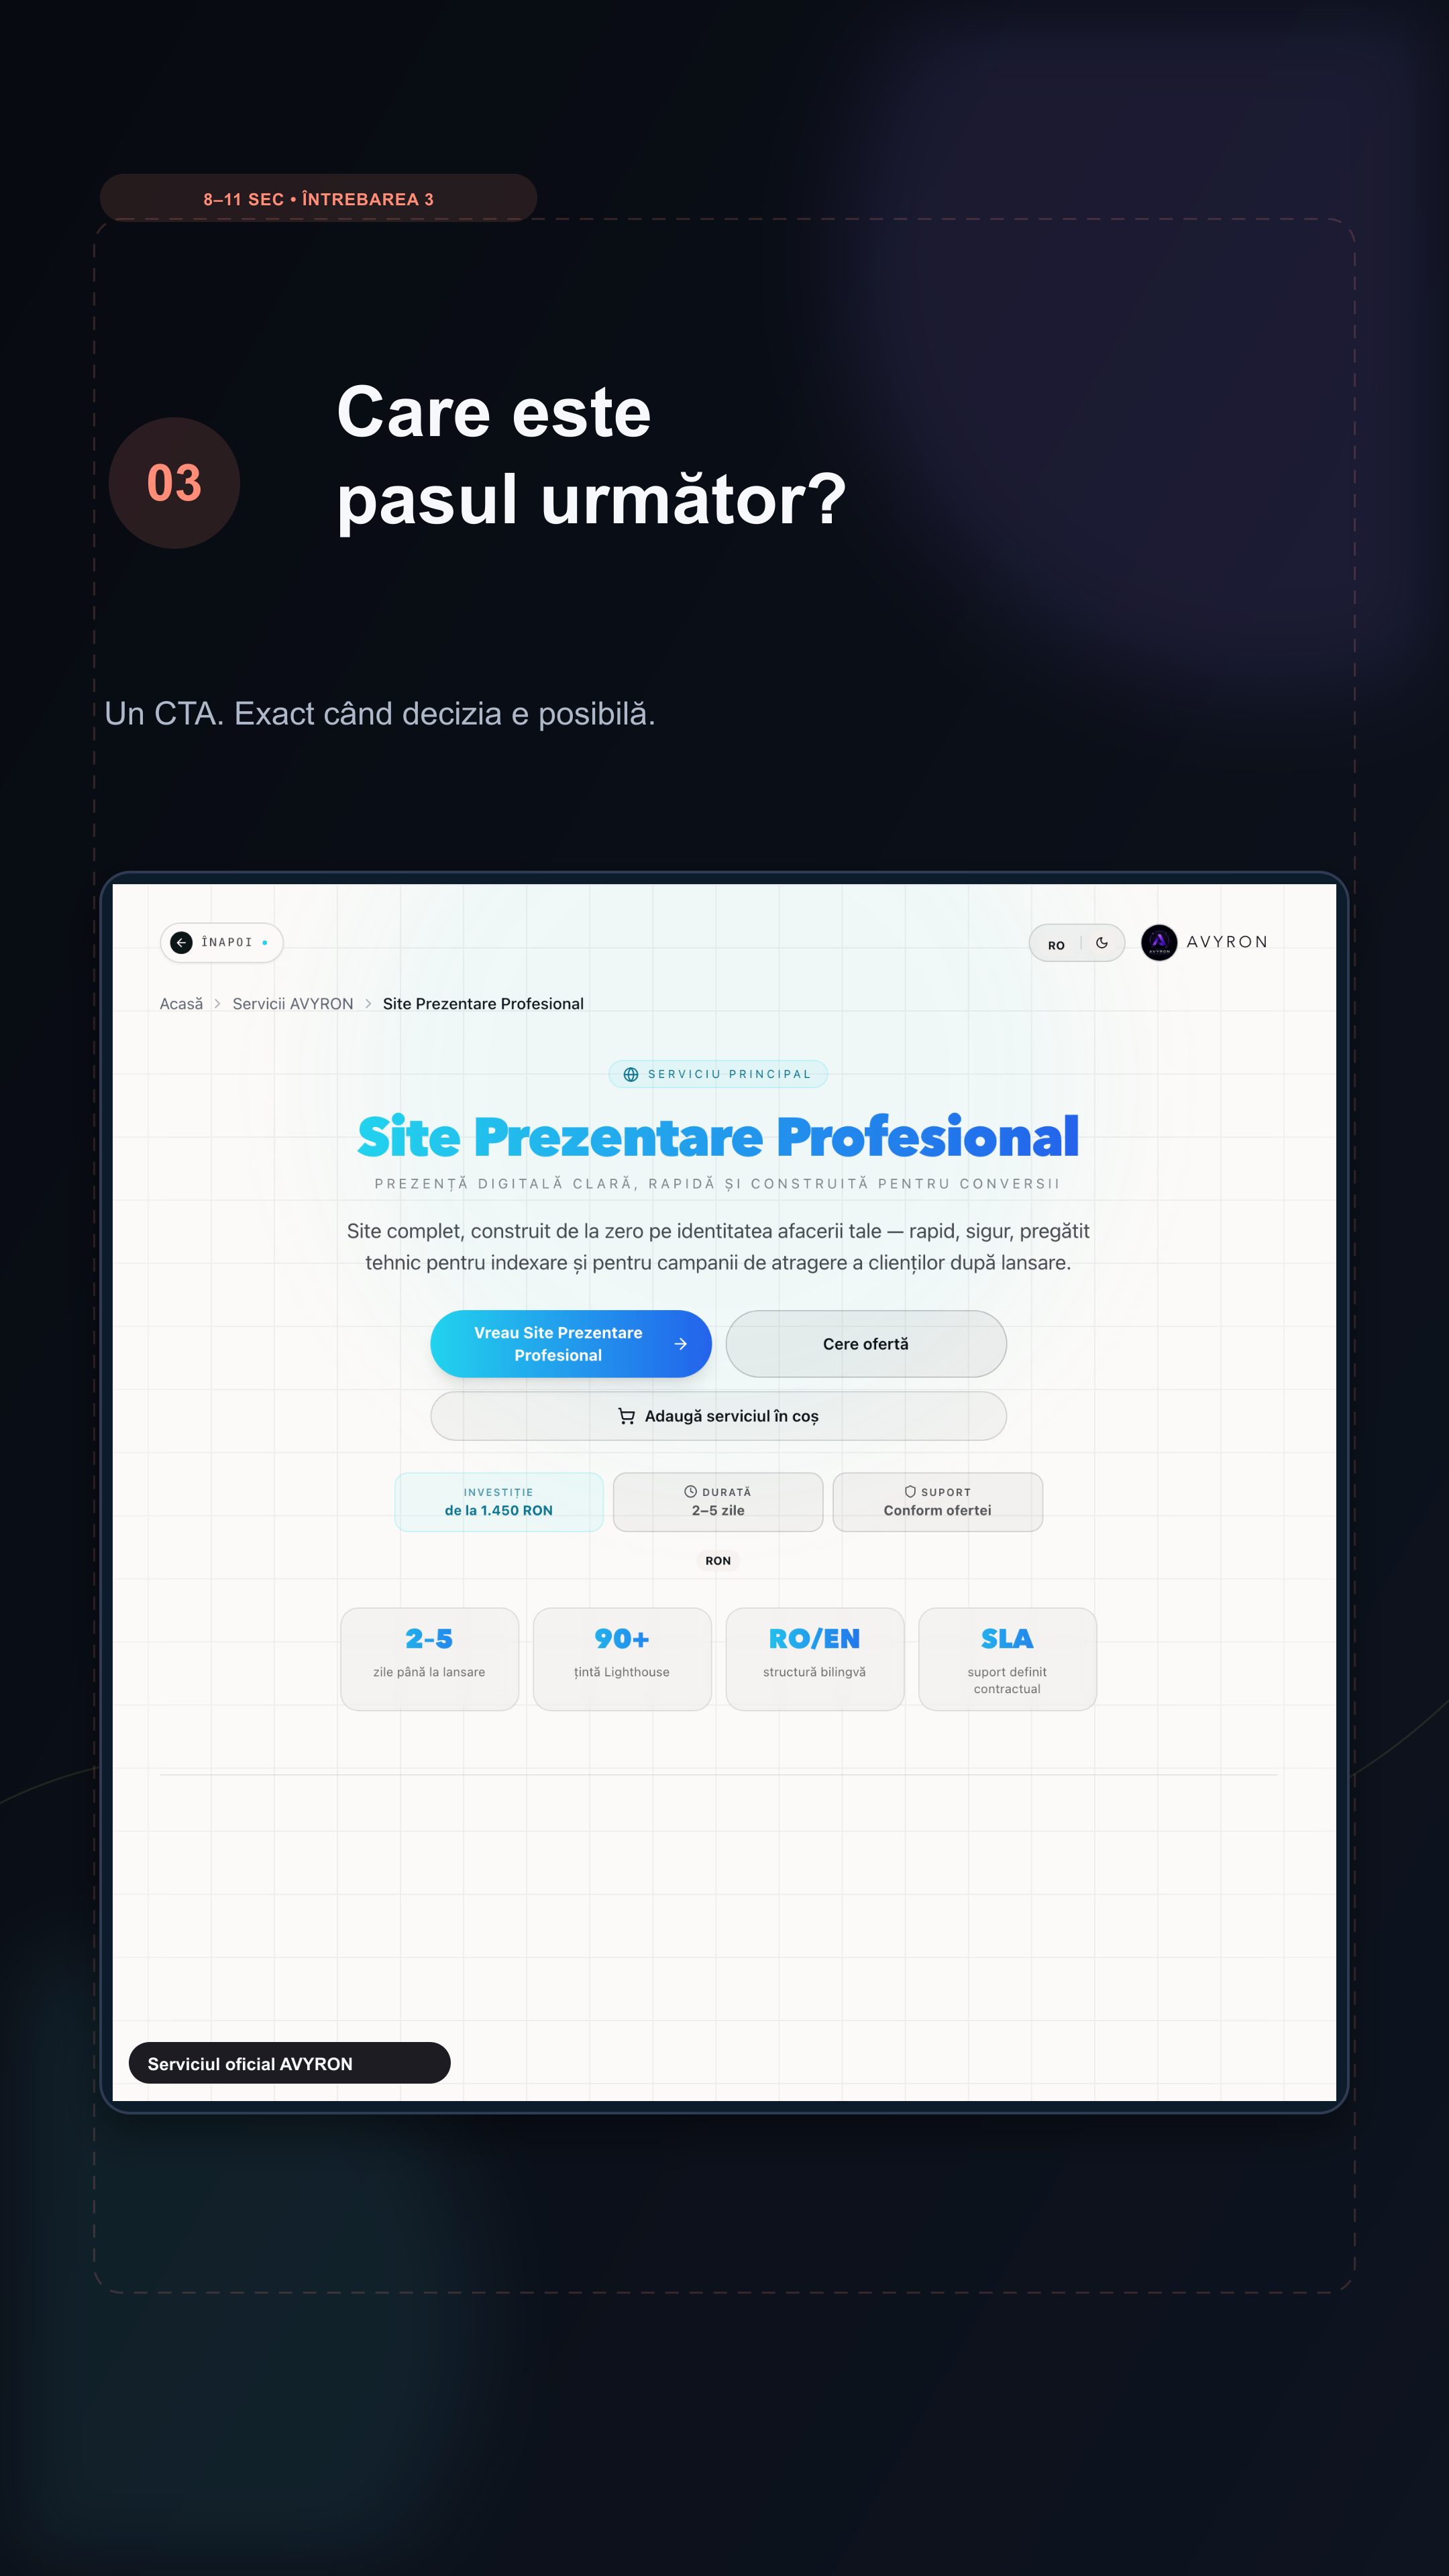 8–11 SEC • ÎNTREBAREA 3
03
Care este
pasul următor?
Un CTA. Exact când decizia e posibilă.
ÎNAPOI
RO
AVYRON
AVYRON
Acasă > Servicii AVYRON > Site Prezentare Profesional
SERVICIU PRINCIPAL
Site Prezentare Profesional
PREZENȚĂ DIGITALĂ CLARĂ, RAPIDĂ ȘI CONSTRUITĂ PENTRU CONVERSII
Site complet, construit de la zero pe identitatea afacerii tale — rapid, sigur, pregătit
tehnic pentru indexare și pentru campanii de atragere a clienților după lansare.
Vreau Site Prezentare
Profesional
Cere ofertă
Adaugă serviciul în coș
INVESTIȚIE
de la 1.450 RON
DURATĂ
2–5 zile
SUPORT
Conform ofertei
RON
2-5
zile până la lansare
90+
țintă Lighthouse
RO/EN
structură bilingvă
SLA
suport definit
contractual
Serviciul oficial AVYRON